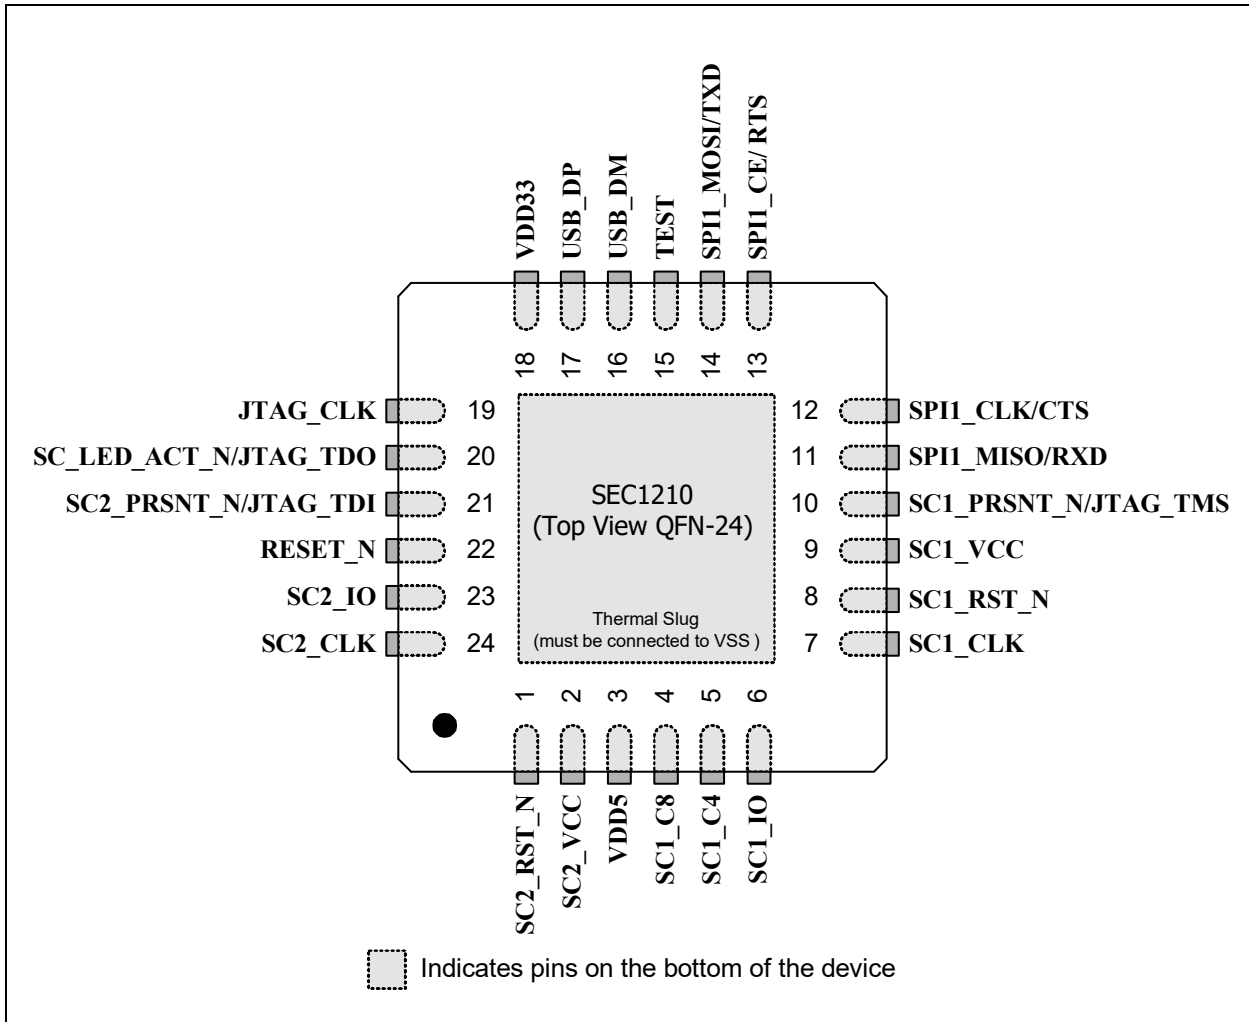 VDD33
USB_DP
USB_DM
TEST
SPI1_MOSI/TXD
SPI1_CE/ RTS
18
17
16
15
14
13
JTAG_CLK 19
SC_LED_ACT_N/JTAG_TDO 20
SC2_PRSNT_N/JTAG_TDI 21
RESET_N 22
SC2_IO 23
SC2_CLK 24
SEC1210
(Top View QFN-24)
Thermal Slug
(must be connected to VSS )
12 SPI1_CLK/CTS
11 SPI1_MISO/RXD
10 SC1_PRSNT_N/JTAG_TMS
9 SC1_VCC
8 SC1_RST_N
7 SC1_CLK
1
2
3
4
5
6
SC2_RST_N
SC2_VCC
VDD5
SC1_C8
SC1_C4
SC1_IO
Indicates pins on the bottom of the device